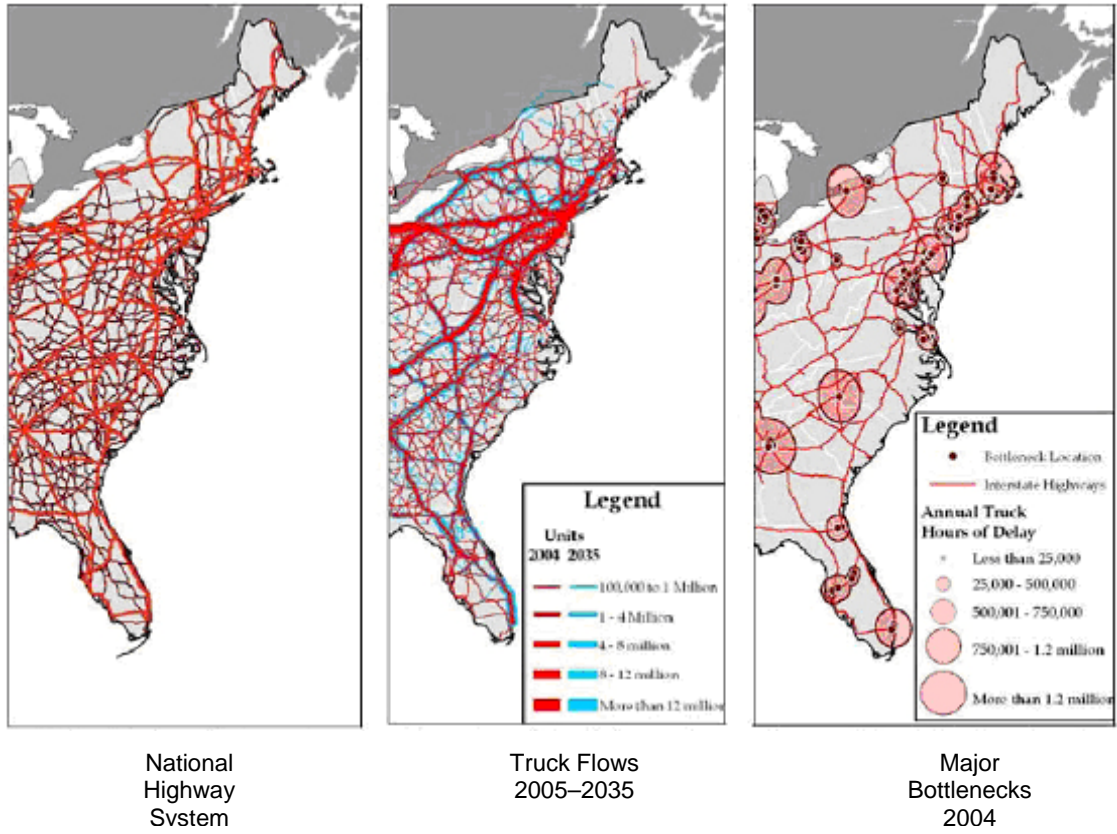 Legend
Units
2004 2035
100,000 to 1 Million
1 - 4 Million
4 - 8 million
8 - 12 million
More than 12 million
Legend
Bottleneck Location
Interstate Highways
Annual Truck
Hours of Delay
Less than 25,000
25,000 - 500,000
500,001 - 750,000
750,001 - 1.2 million
More than 1.2 million
National
Highway
System
Truck Flows
2005–2035
Major
Bottlenecks
2004